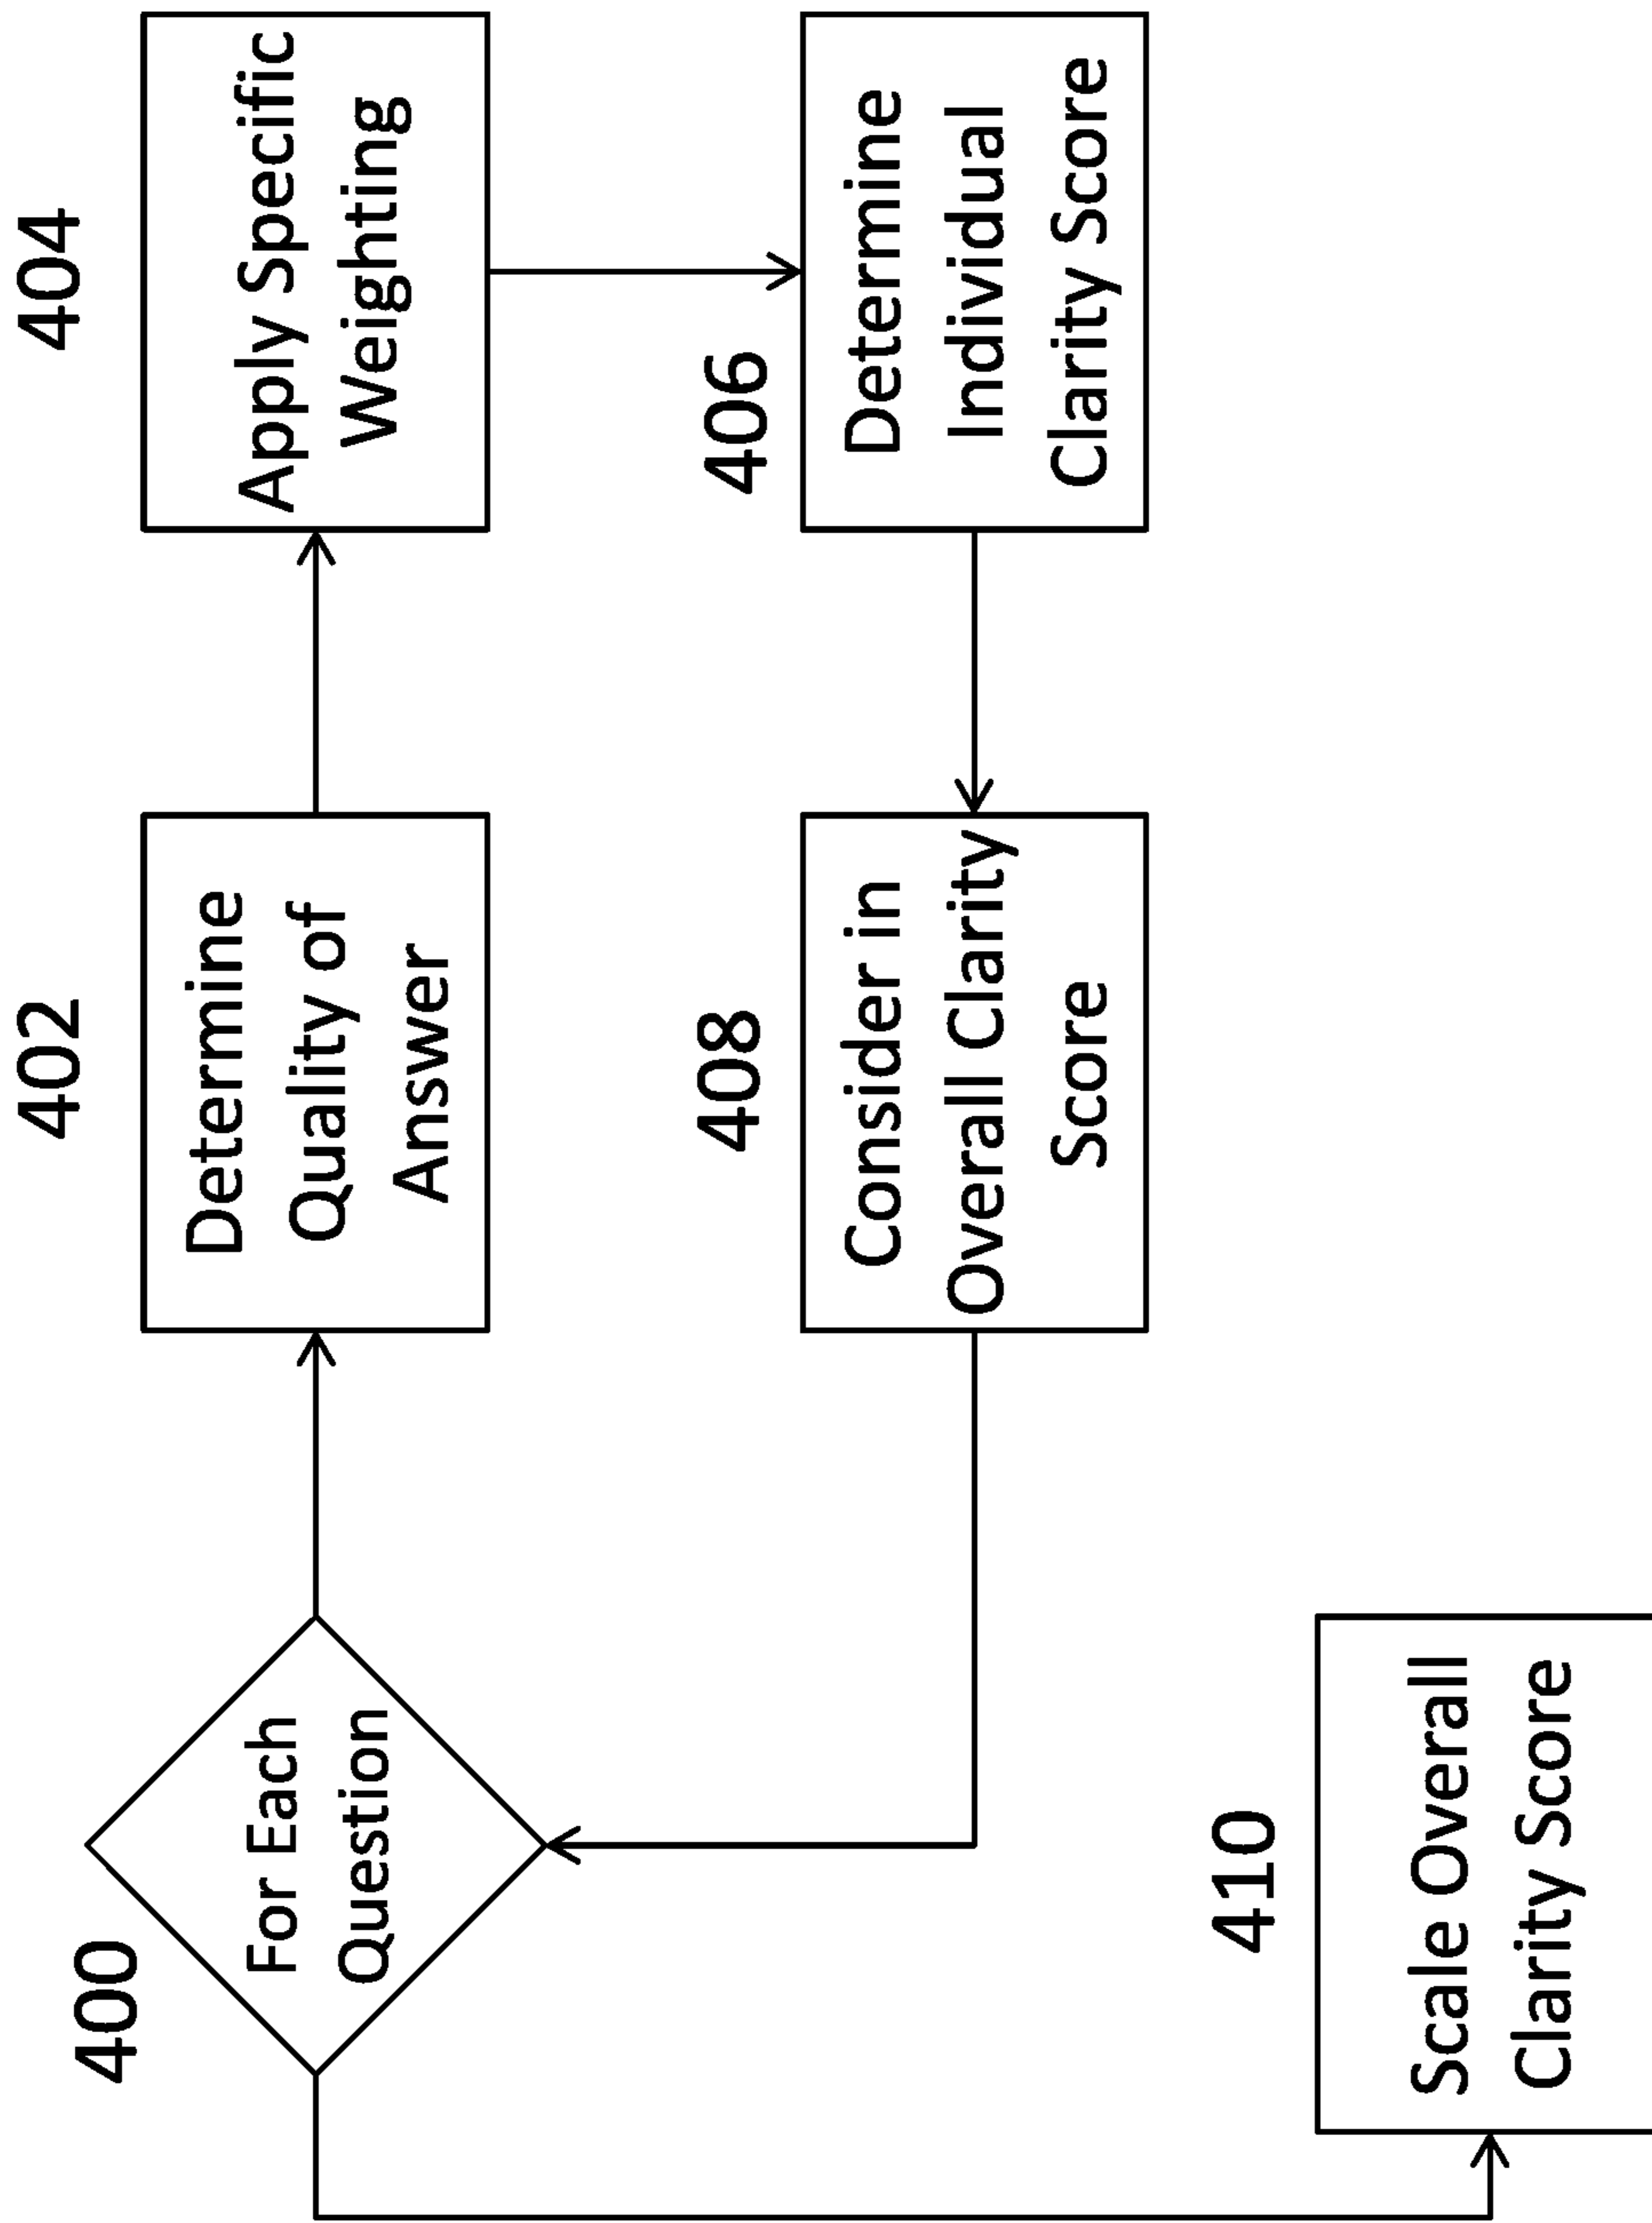 400
For Each
Question
402
Determine
Quality of
Answer
404
Apply Specific
Weighting
406
Determine
Individual
Clarity Score
408
Consider in
Overall Clarity
Score
410
Scale Overall
Clarity Score